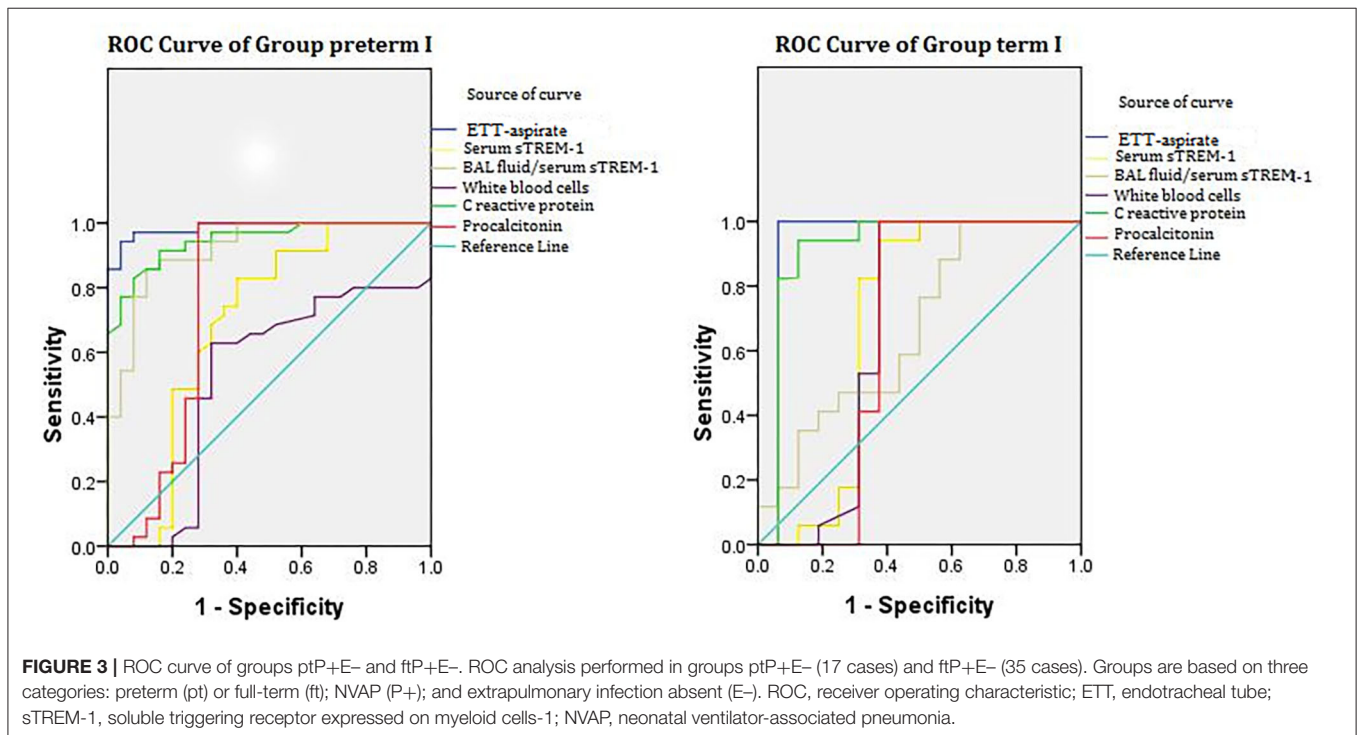 ROC Curve of Group preterm I
Source of curve
ETT-aspirate
Serum sTREM-1
BAL fluid/serum sTREM-1
White blood cells
C reactive protein
Procalcitonin
Reference Line
1.0
0.8
0.6
0.4
0.2
0.0
Sensitivity
0.0 0.2 0.4 0.6 0.8 1.0
1 - Specificity
ROC Curve of Group term I
Source of curve
ETT-aspirate
Serum sTREM-1
BAL fluid/serum sTREM-1
White blood cells
C reactive protein
Procalcitonin
Reference Line
1.0
0.8
0.6
0.4
0.2
0.0
Sensitivity
0.0 0.2 0.4 0.6 0.8 1.0
1 - Specificity
FIGURE 3 | ROC curve of groups ptP+E– and ftP+E–. ROC analysis performed in groups ptP+E– (17 cases) and ftP+E– (35 cases). Groups are based on three
categories: preterm (pt) or full-term (ft); NVAP (P+); and extrapulmonary infection absent (E–). ROC, receiver operating characteristic; ETT, endotracheal tube;
sTREM-1, soluble triggering receptor expressed on myeloid cells-1; NVAP, neonatal ventilator-associated pneumonia.